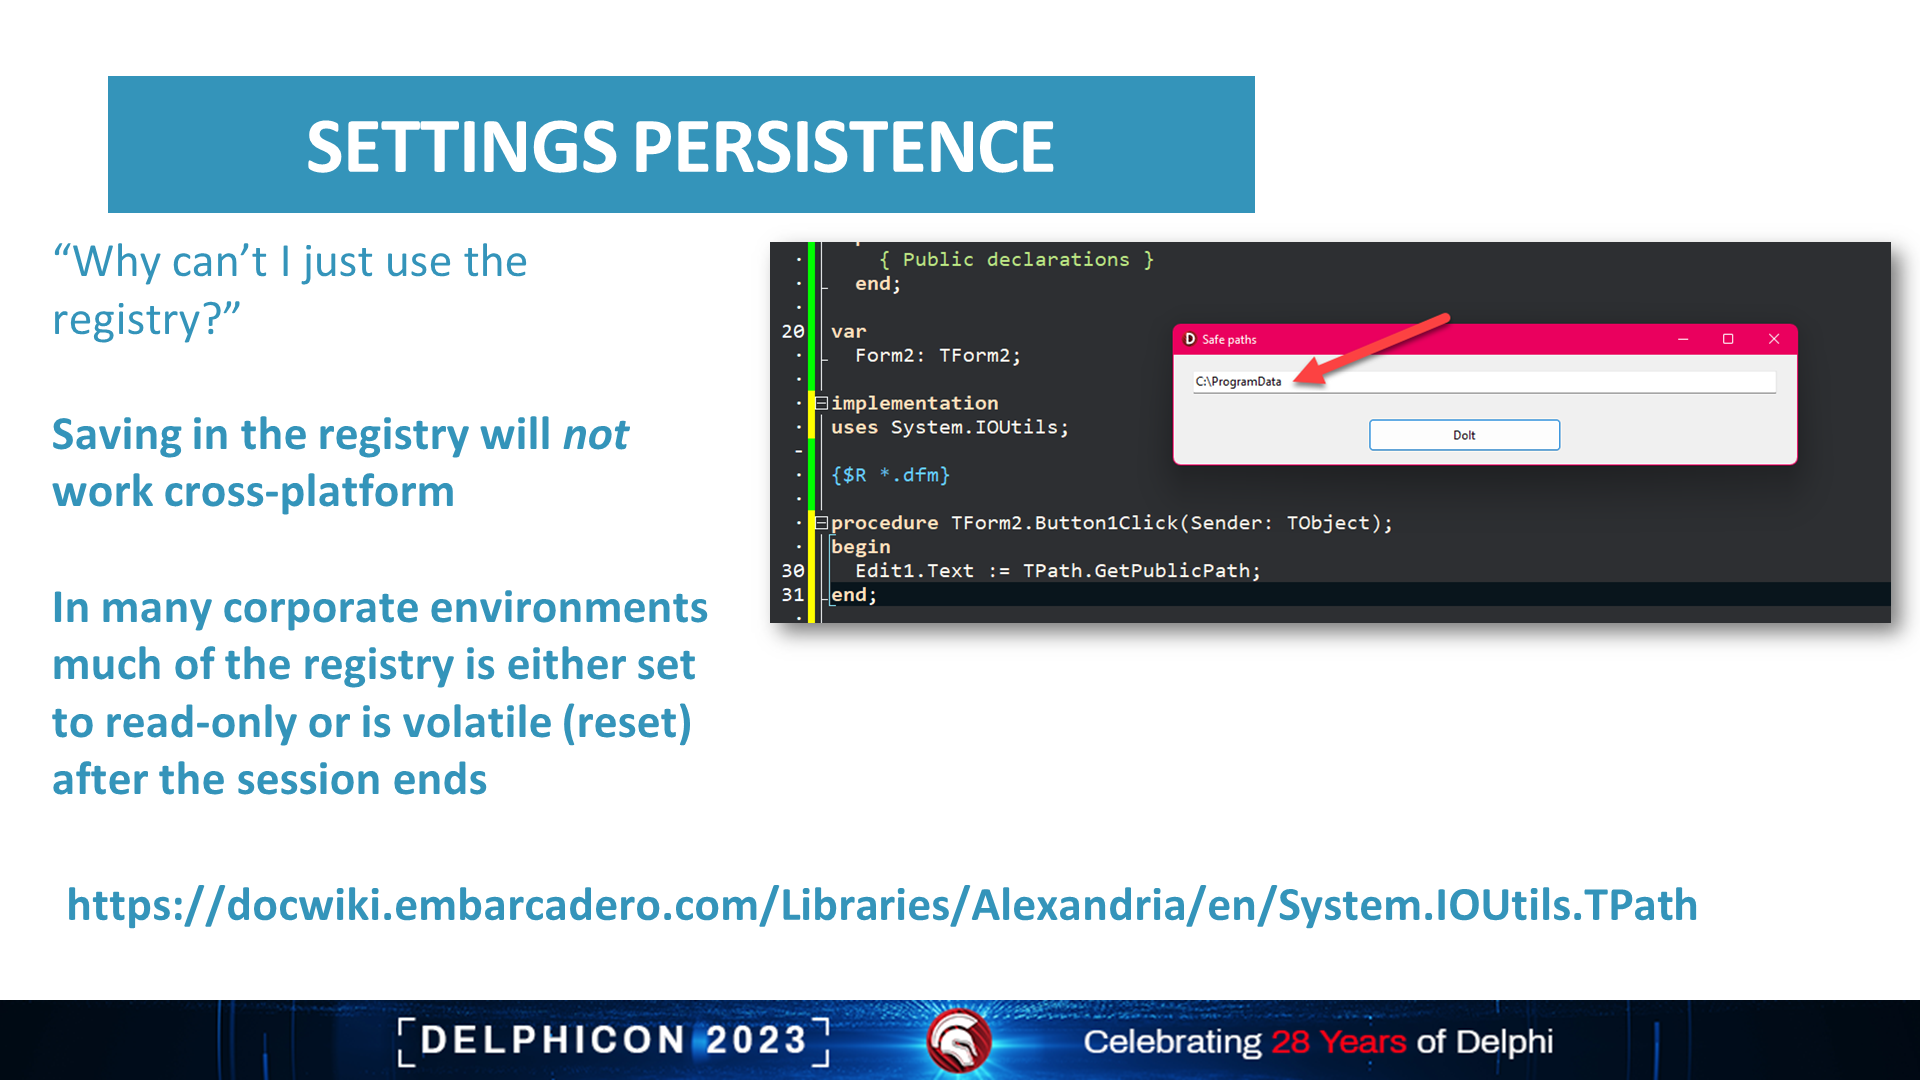 SETTINGS PERSISTENCE
“Why can’t I just use the
registry?”
Saving in the registry will not
work cross-platform
In many corporate environments
much of the registry is either set
to read-only or is volatile (reset)
after the session ends
{ Public declarations }
end;
20 var
Form2: TForm2;
implementation
uses System.IOUtils;
{$R *.dfm}
procedure TForm2.Button1Click(Sender: TObject);
begin
30 Edit1.Text := TPath.GetPublicPath;
31 end;
D Safe paths
C:\ProgramData
DoIt
https://docwiki.embarcadero.com/Libraries/Alexandria/en/System.IOUtils.TPath
[DELPHICON 2023]
Celebrating 28 Years of Delphi